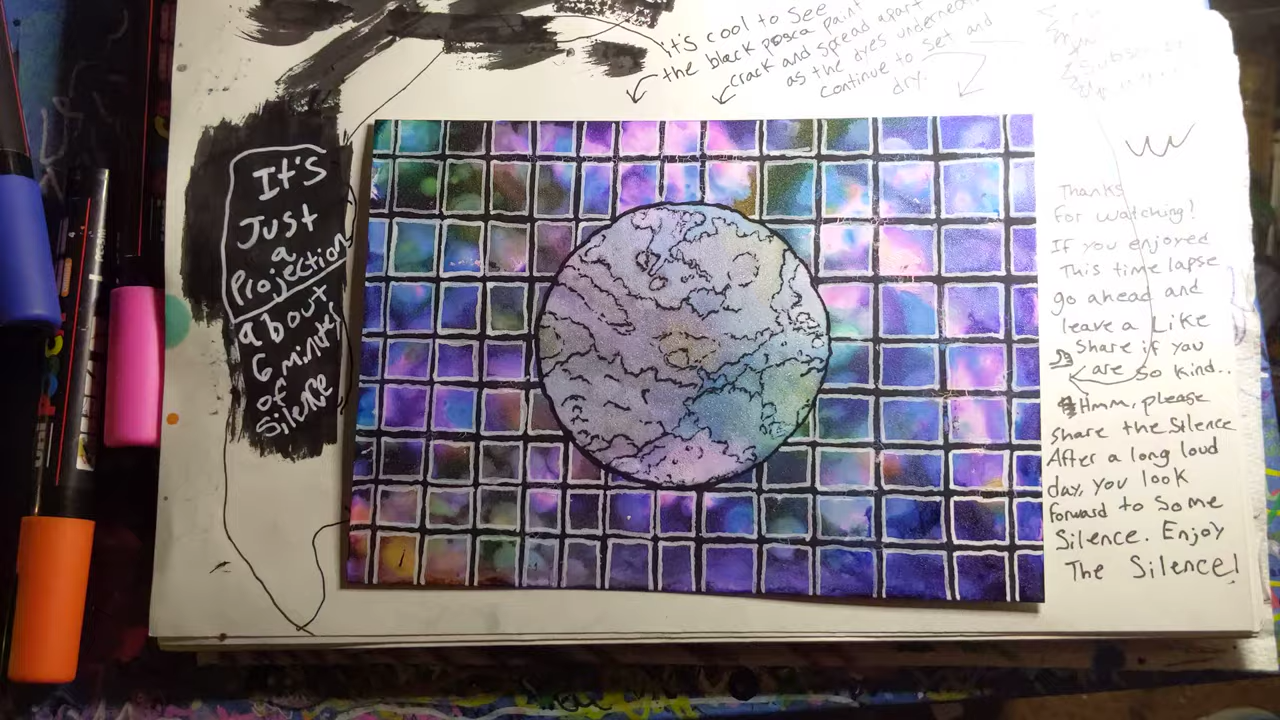 it's cool to see
the black posca paint
crack and spread apart
as the dyes underneath
continue to set and
dry.
It's
Just
a
Projection
about
6 minutes
of
Silence
Thanks
for watching!
If you enjoyed
This time lapse
go ahead and
leave a Like
Share if you
are so kind..
Hmm, please
Share the Silence
After a long loud
day, you look
forward to Some
Silence. Enjoy
The Silence!